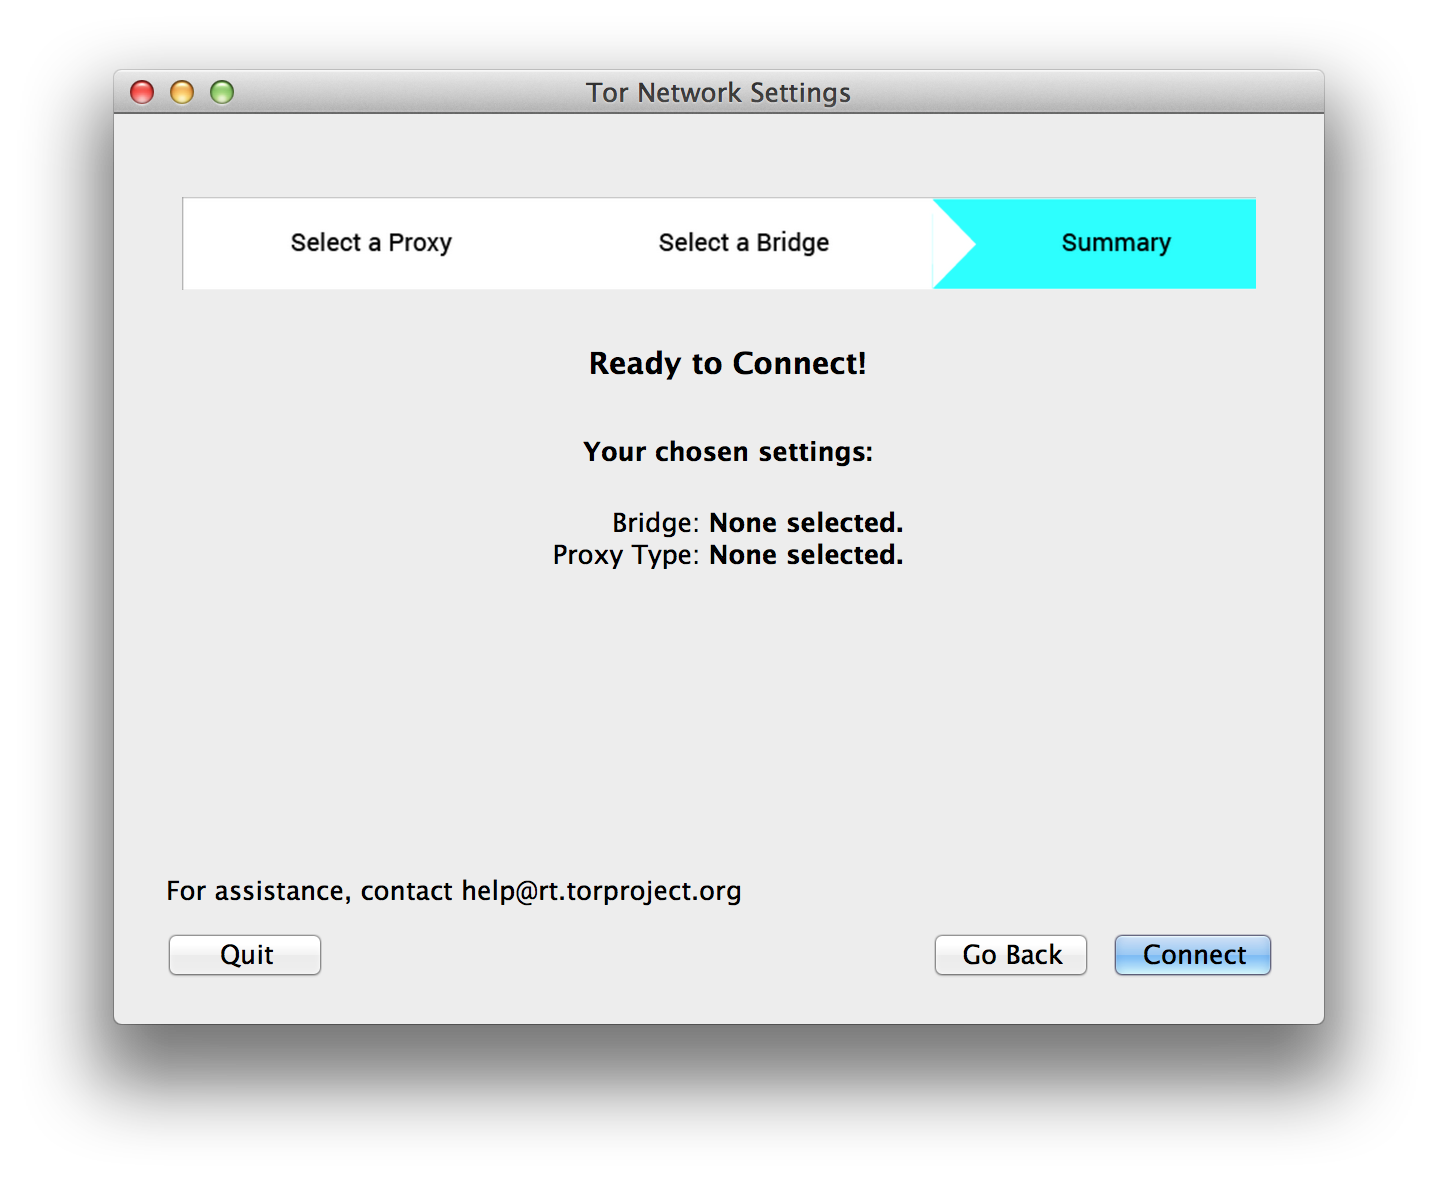 Tor Network Settings
Select a Proxy
Select a Bridge
Summary
Ready to Connect!
Your chosen settings:
Bridge: None selected.
Proxy Type: None selected.
For assistance, contact help@rt.torproject.org
Quit
Go Back
Connect